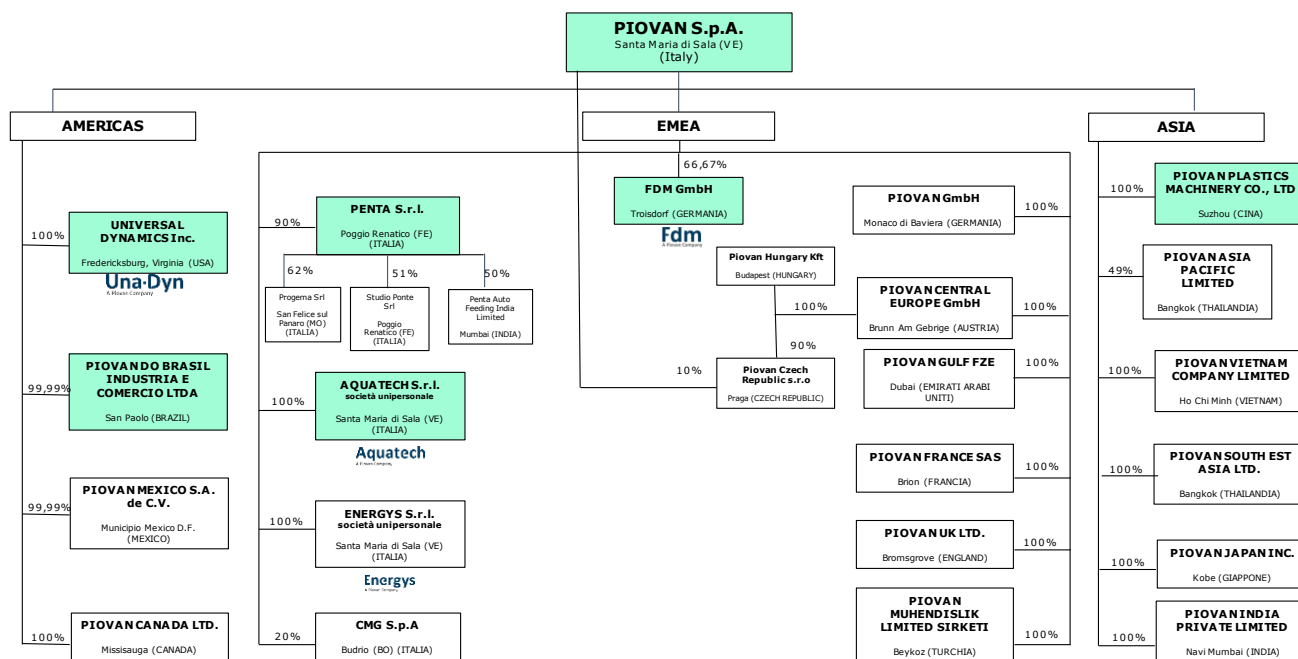 PIOVAN S.p.A.
Santa Maria di Sala (VE)
(Italy)
AMERICAS
EMEA
ASIA
100%
UNIVERSAL
DYNAMICS Inc.
Fredericksburg, Virginia (USA)
Una-Dyn
A Piovan Company
99,99%
PIOVAN DO BRASIL
INDUSTRIA E
COMERCIO LTDA
San Paolo (BRAZIL)
99,99%
PIOVAN MEXICO S.A.
de C.V.
Municipio Mexico D.F.
(MEXICO)
100%
PIOVAN CANADA LTD.
Missisauga (CANADA)
90%
PENTA S.r.l.
Poggio Renatico (FE)
(ITALIA)
62%
51%
50%
Progema Srl
San Felice sul
Panaro (MO)
(ITALIA)
Studio Ponte
Srl
Poggio
Renatico (FE)
(ITALIA)
Penta Auto
Feeding India
Limited
Mumbai (INDIA)
100%
AQUATECH S.r.l.
società unipersonale
Santa Maria di Sala (VE)
(ITALIA)
Aquatech
A Piovan Company
100%
ENERGYS S.r.l.
società unipersonale
Santa Maria di Sala (VE)
(ITALIA)
Energys
A Piovan Company
20%
CMG S.p.A
Budrio (BO) (ITALIA)
66,67%
FDM GmbH
Troisdorf (GERMANIA)
Fdm
A Piovan Company
Piovan Hungary Kft
Budapest (HUNGARY)
100%
90%
10%
Piovan Czech
Republic s.r.o
Praga (CZECH REPUBLIC)
PIOVAN GmbH
Monaco di Baviera (GERMANIA)
100%
PIOVAN CENTRAL
EUROPE GmbH
Brunn Am Gebrige (AUSTRIA)
100%
PIOVAN GULF FZE
Dubai (EMIRATI ARABI
UNITI)
100%
PIOVAN FRANCE SAS
Brion (FRANCIA)
100%
PIOVAN UK LTD.
Bromsgrove (ENGLAND)
100%
PIOVAN
MUHENDISLIK
LIMITED SIRKETI
Beykoz (TURCHIA)
100%
100%
PIOVAN PLASTICS
MACHINERY CO., LTD
Suzhou (CINA)
49%
PIOVAN ASIA
PACIFIC
LIMITED
Bangkok (THAILANDIA)
100%
PIOVAN VIETNAM
COMPANY LIMITED
Ho Chi Minh (VIETNAM)
100%
PIOVAN SOUTH EST
ASIA LTD.
Bangkok (THAILANDIA)
100%
PIOVAN JAPAN INC.
Kobe (GIAPPONE)
100%
PIOVAN INDIA
PRIVATE LIMITED
Navi Mumbai (INDIA)